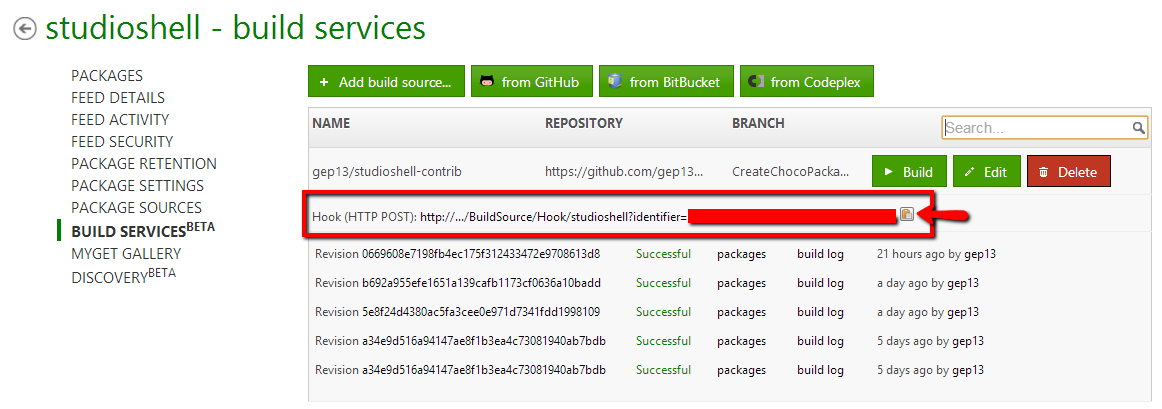 studioshell - build services
PACKAGES
FEED DETAILS
FEED ACTIVITY
FEED SECURITY
PACKAGE RETENTION
PACKAGE SETTINGS
PACKAGE SOURCES
BUILD SERVICESBETA
MYGET GALLERY
DISCOVERYBETA
+ Add build source... from GitHub from BitBucket from Codeplex
NAME REPOSITORY BRANCH Search...
gep13/studioshell-contrib https://github.com/gep13... CreateChocoPacka... Build Edit Delete
Hook (HTTP POST): http://.../BuildSource/Hook/studioshell?identifier=
Revision 0669608e7198fb4ec175f312433472e9708613d8 Successful packages build log 21 hours ago by gep13
Revision b692a955efe1651a139cafb1173cf0636a10badd Successful packages build log a day ago by gep13
Revision 5e8f24d4380ac5fa3cee0e971d7341fdd1998109 Successful packages build log a day ago by gep13
Revision a34e9d516a94147ae8f1b3ea4c73081940ab7bdb Successful packages build log 5 days ago by gep13
Revision a34e9d516a94147ae8f1b3ea4c73081940ab7bdb Successful packages build log 5 days ago by gep13